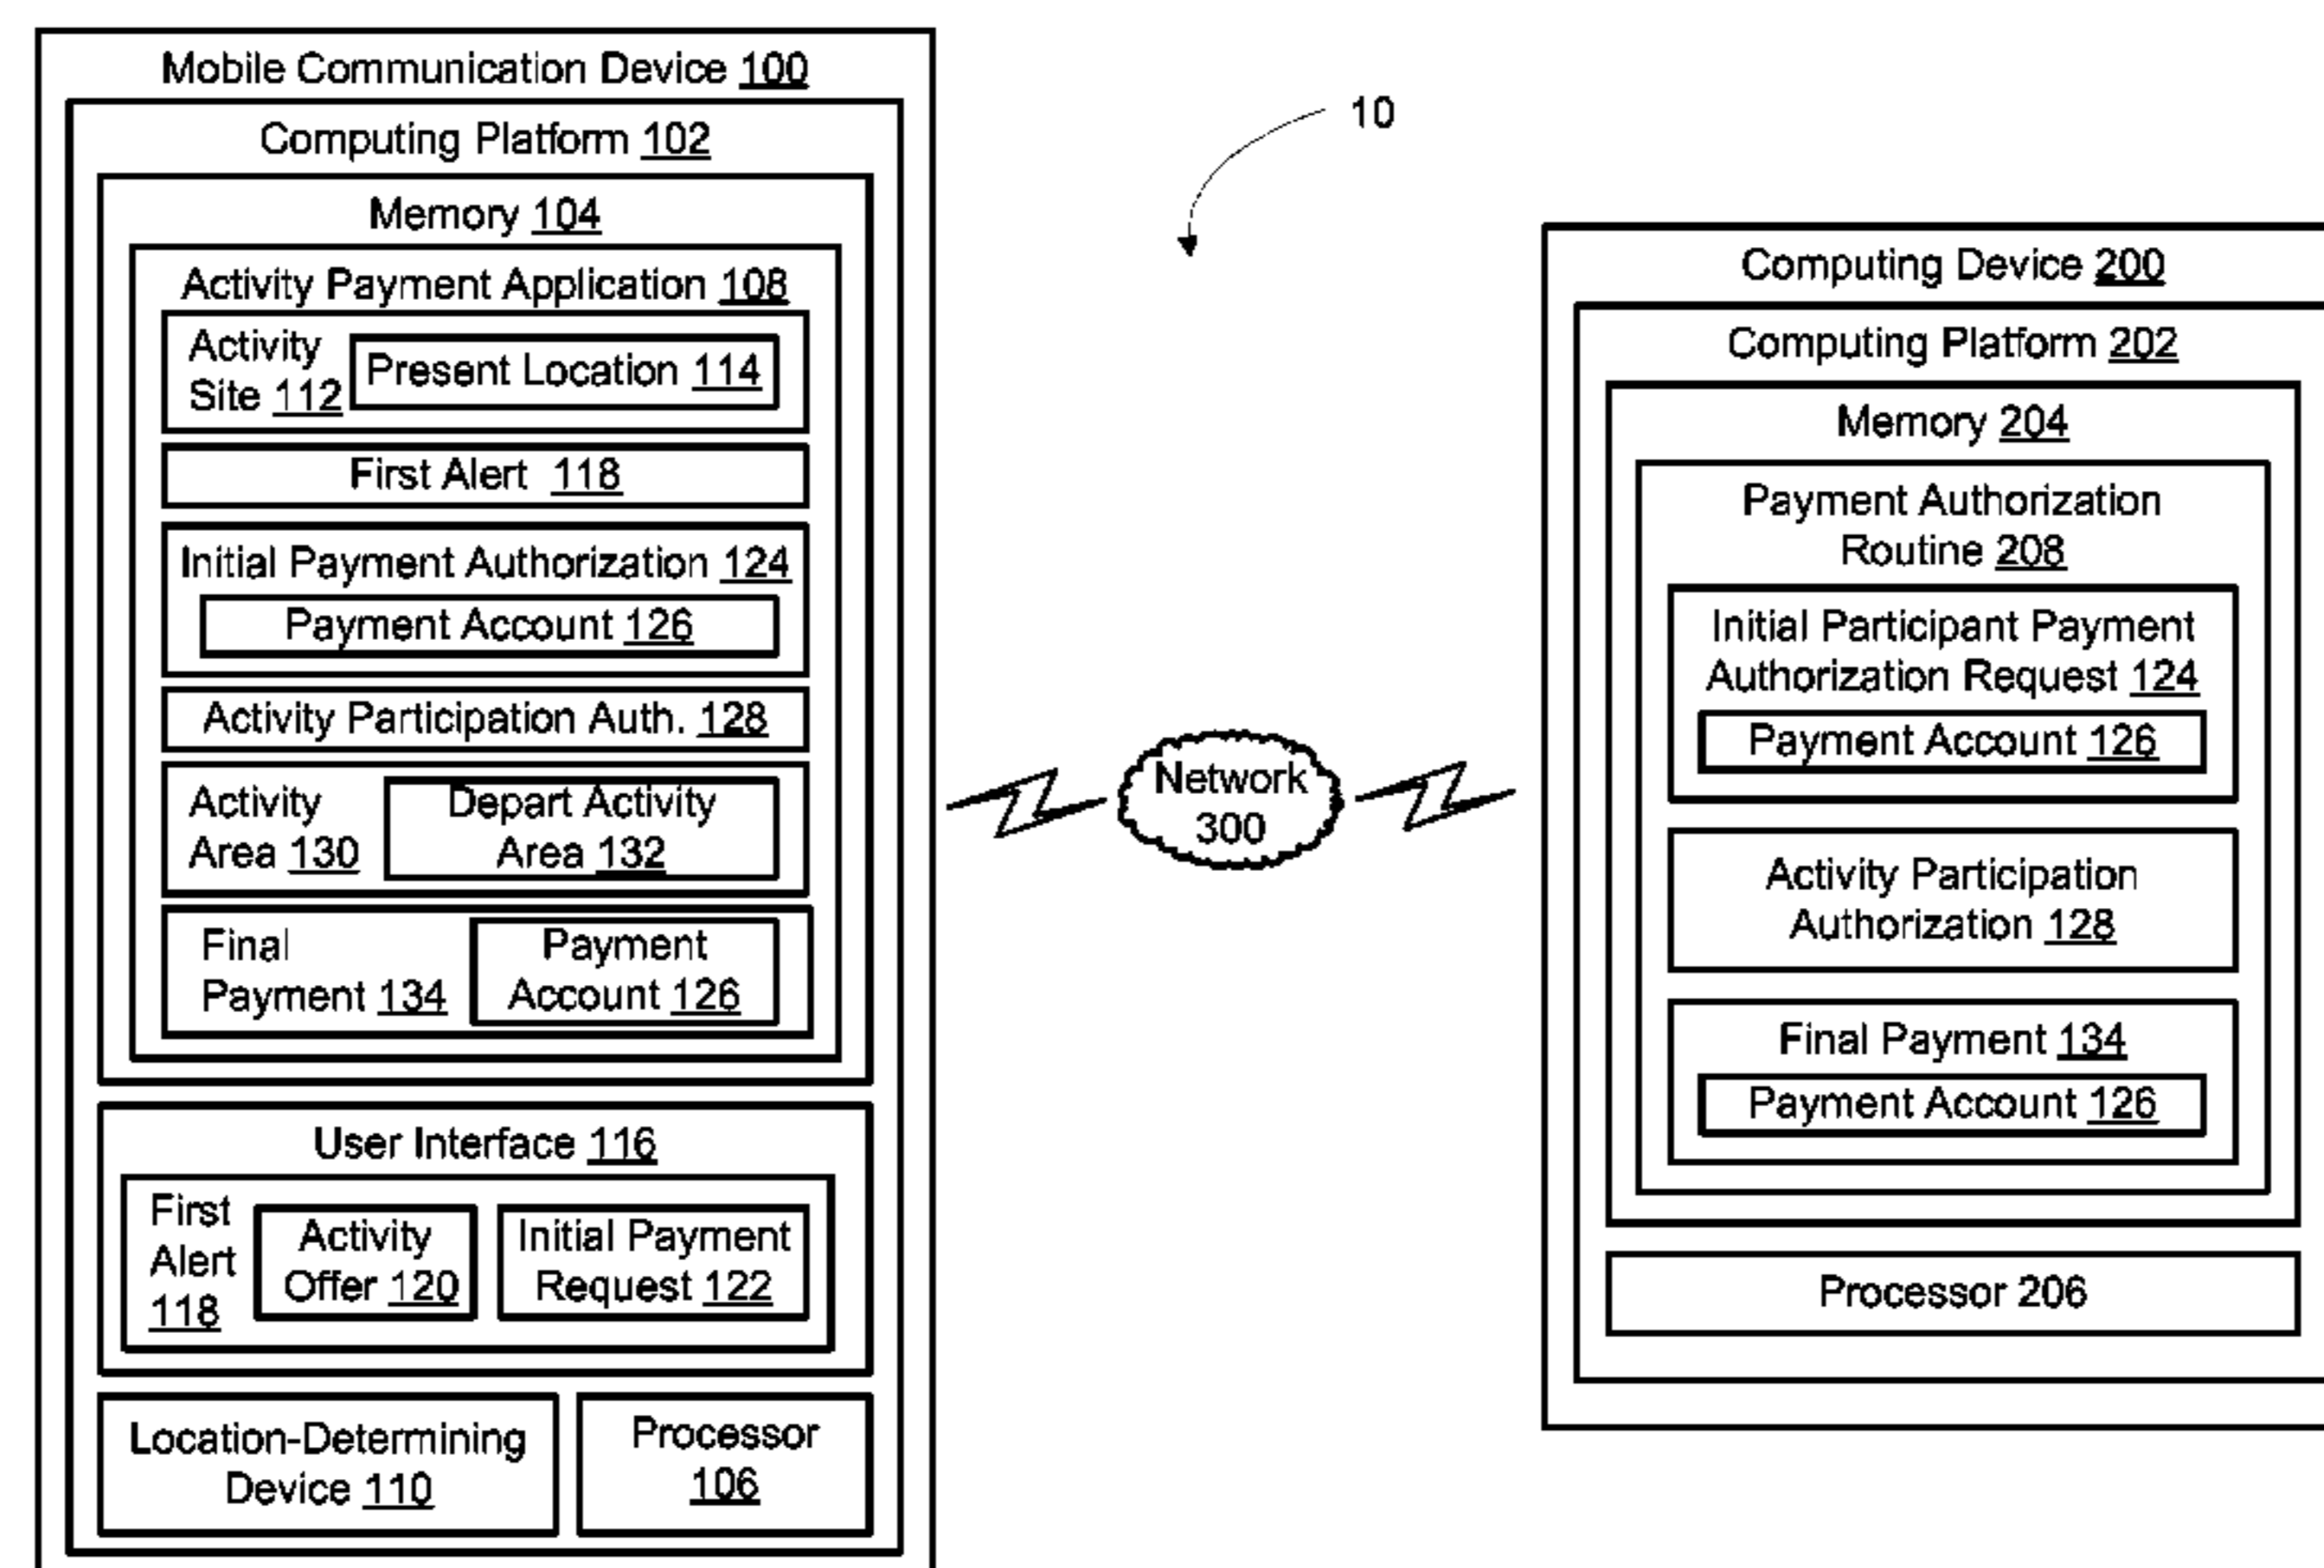 Mobile Communication Device 100
Computing Platform 102
Memory 104
Activity Payment Application 108
Activity
Site 112
Present Location 114
First Alert 118
Initial Payment Authorization 124
Payment Account 126
Activity Participation Auth. 128
Activity
Area 130
Depart Activity
Area 132
Final
Payment 134
Payment
Account 126
User Interface 116
First
Alert
118
Activity
Offer 120
Initial Payment
Request 122
Location-Determining
Device 110
Processor
106
10
Network
300
Computing Device 200
Computing Platform 202
Memory 204
Payment Authorization
Routine 208
Initial Participant Payment
Authorization Request 124
Payment Account 126
Activity Participation
Authorization 128
Final Payment 134
Payment Account 126
Processor 206